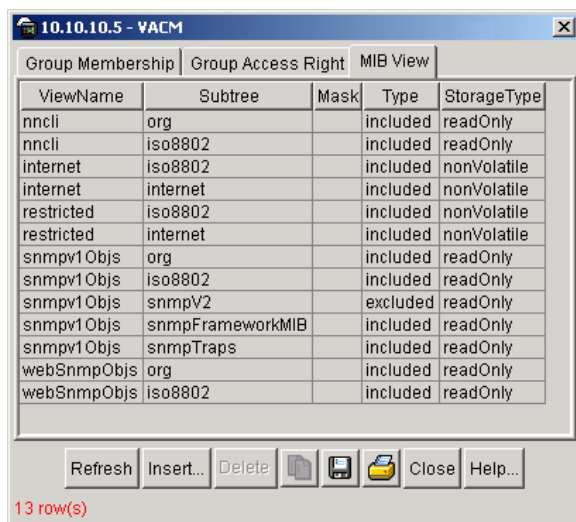 10.10.10.5 - VACM
Group Membership Group Access Right MIB View
ViewName Subtree Mask Type StorageType
nncli org included readOnly
nncli iso8802 included readOnly
internet iso8802 included nonVolatile
internet internet included nonVolatile
restricted iso8802 included nonVolatile
restricted internet included nonVolatile
snmpv1Objs org included readOnly
snmpv1Objs iso8802 included readOnly
snmpv1Objs snmpV2 excluded readOnly
snmpv1Objs snmpFrameworkMIB included readOnly
snmpv1Objs snmpTraps included readOnly
webSnmpObjs org included readOnly
webSnmpObjs iso8802 included readOnly
Refresh Insert... Delete Close Help...
13 row(s)